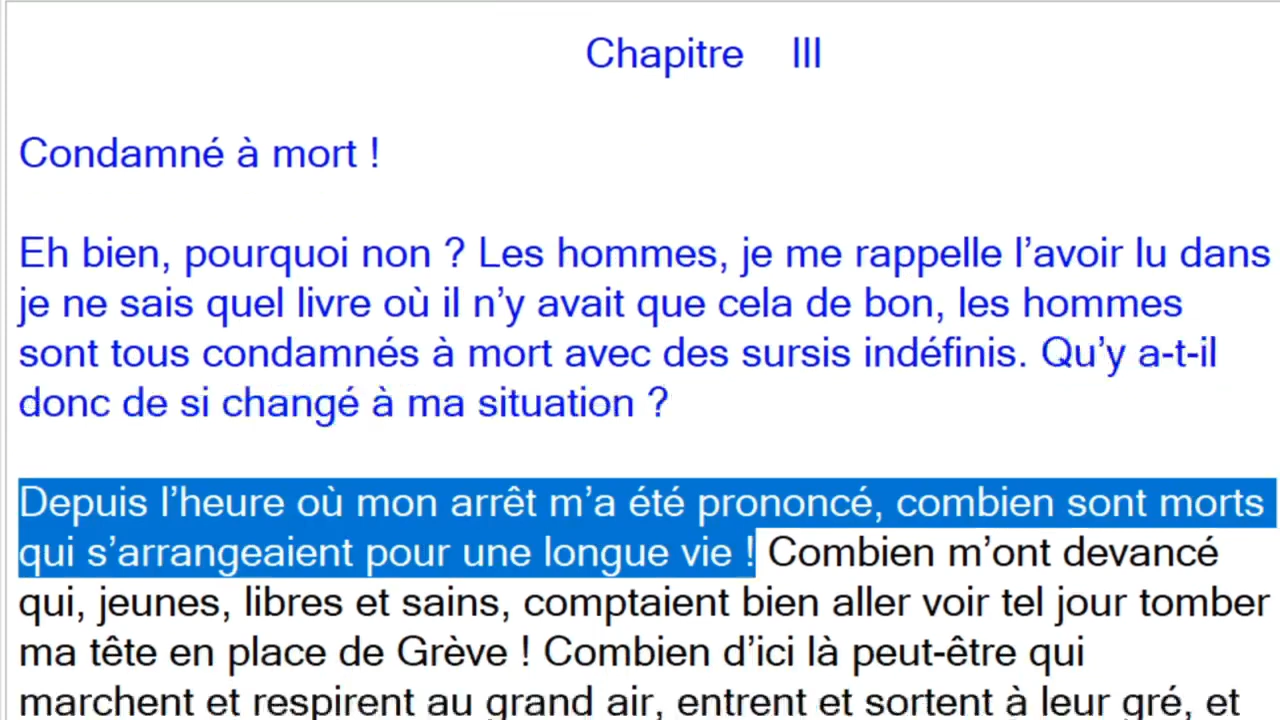 Chapitre III
Condamné à mort !
Eh bien, pourquoi non ? Les hommes, je me rappelle l’avoir lu dans
je ne sais quel livre où il n’y avait que cela de bon, les hommes
sont tous condamnés à mort avec des sursis indéfinis. Qu’y a-t-il
donc de si changé à ma situation ?
Depuis l’heure où mon arrêt m’a été prononcé, combien sont morts
qui s’arrangeaient pour une longue vie ! Combien m’ont devancé
qui, jeunes, libres et sains, comptaient bien aller voir tel jour tomber
ma tête en place de Grève ! Combien d’ici là peut-être qui
marchent et respirent au grand air, entrent et sortent à leur gré, et